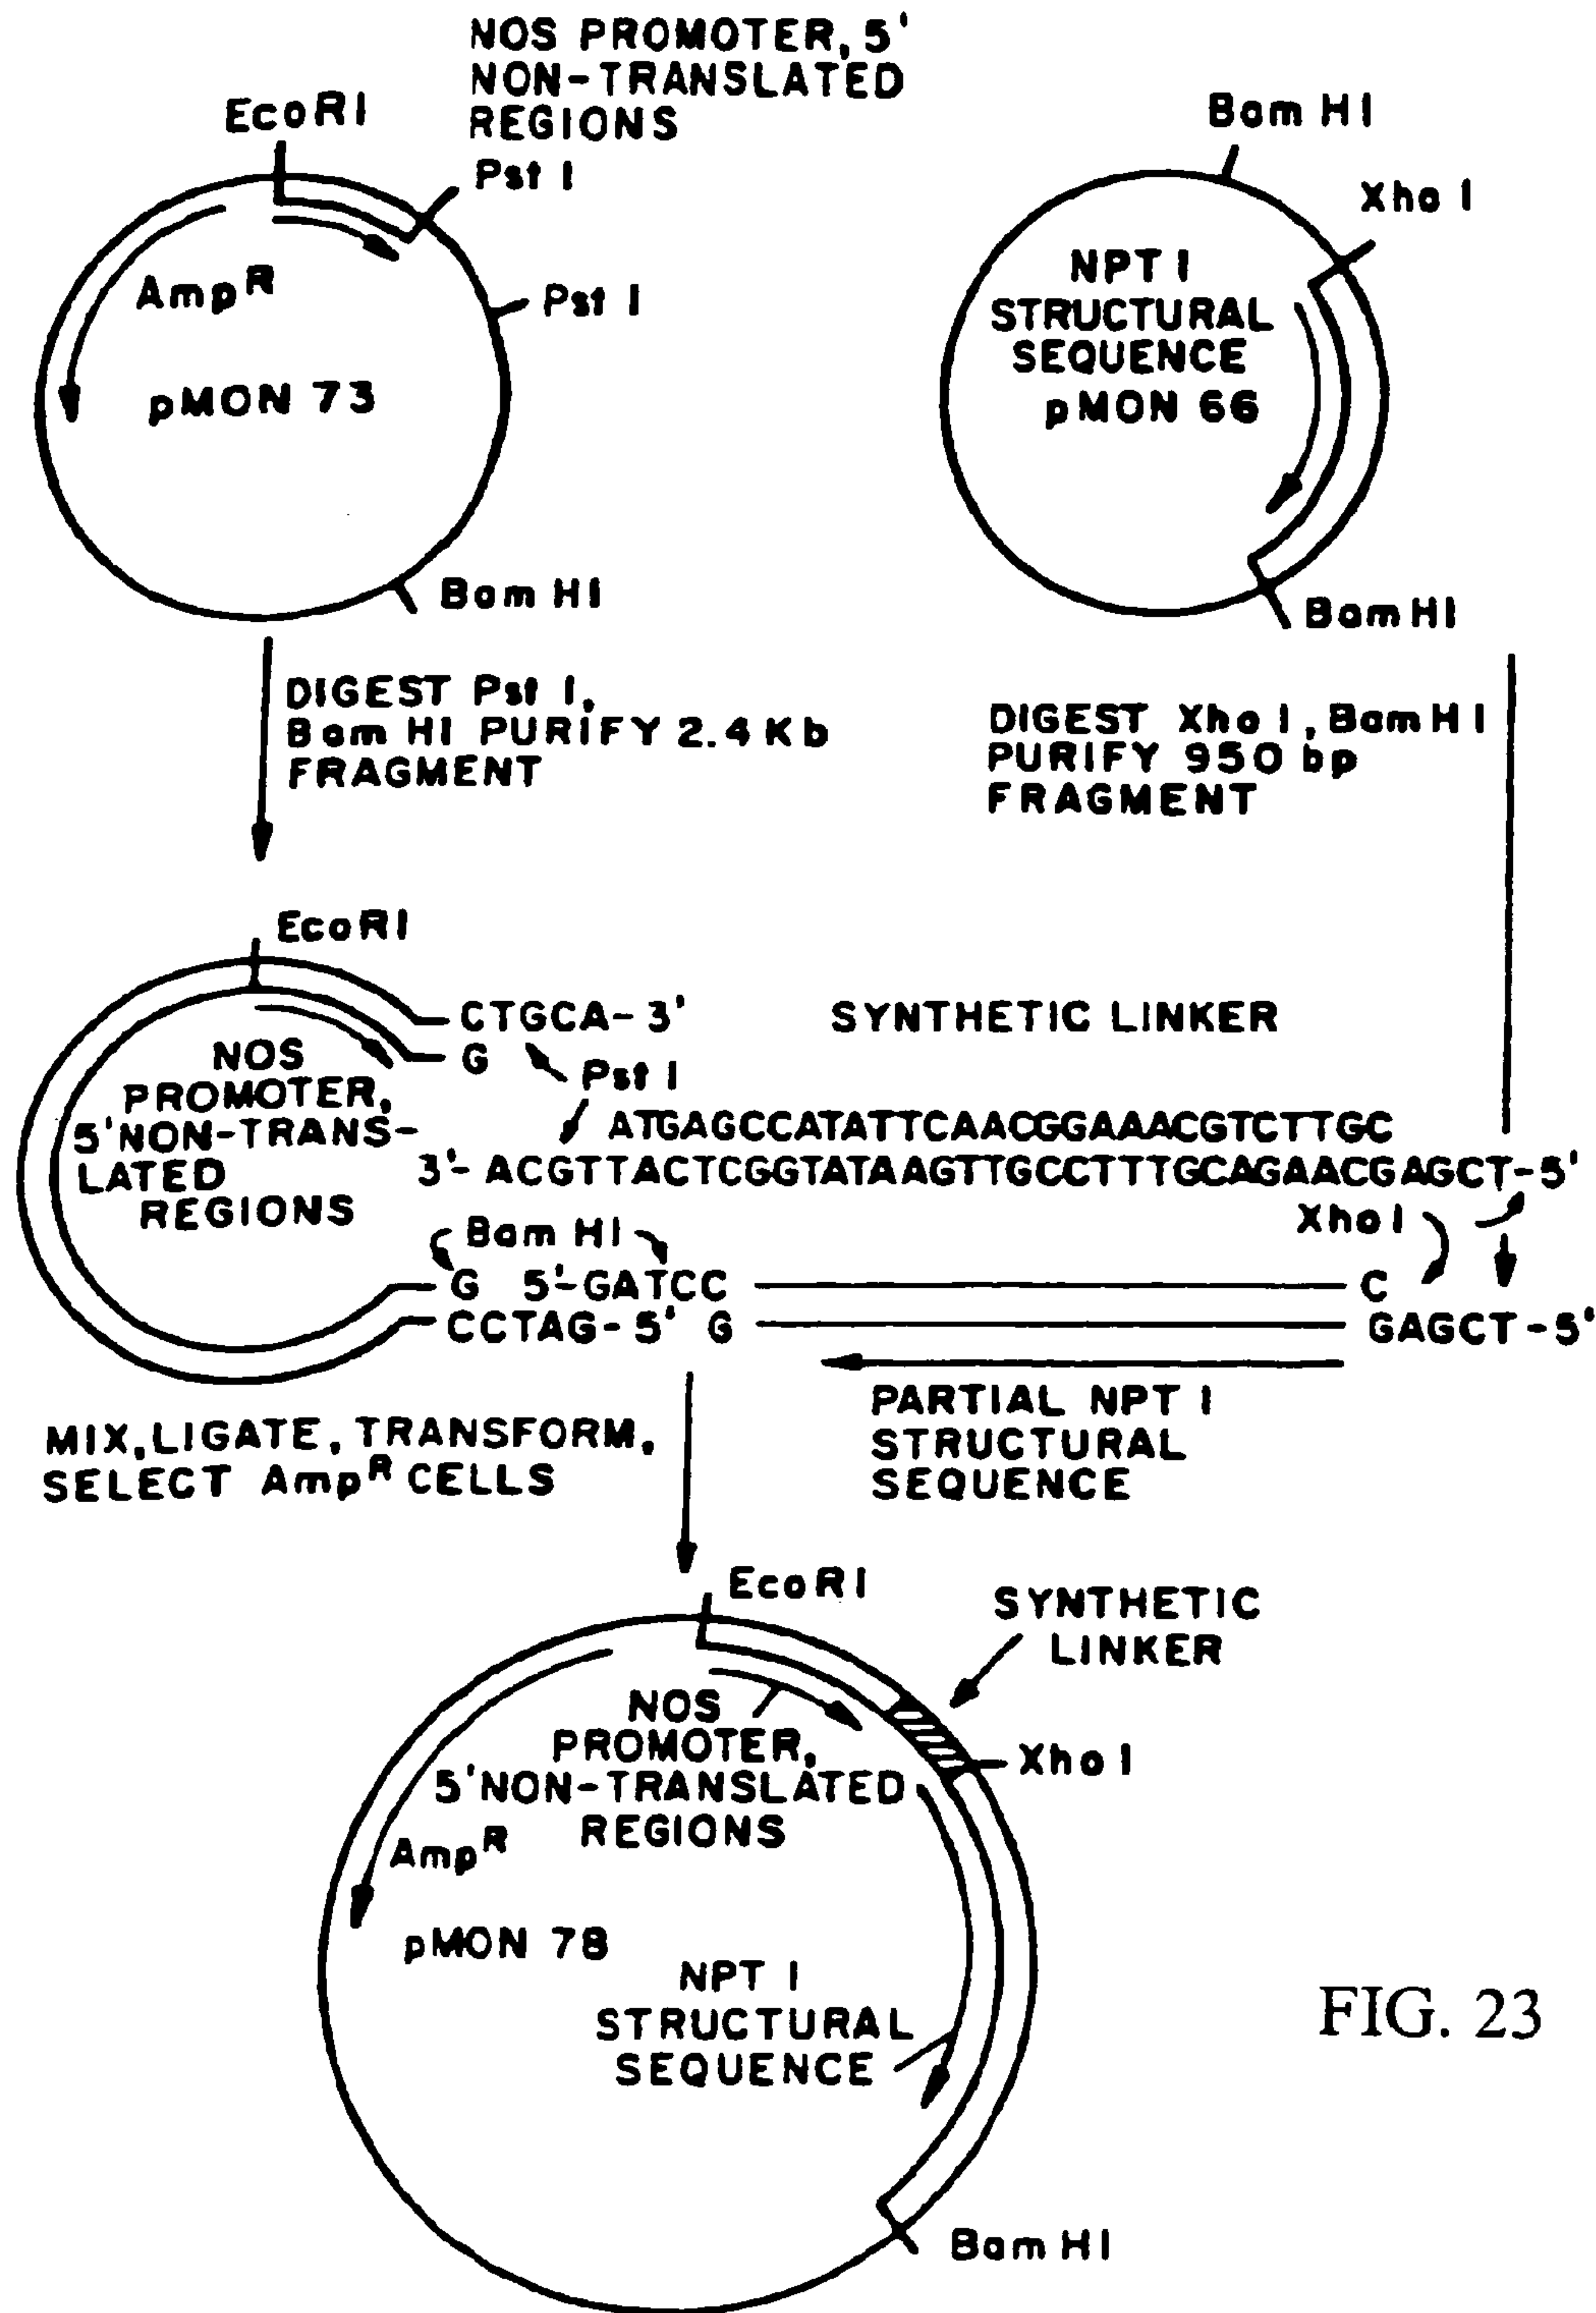 NOS PROMOTER, 5'
NON-TRANSLATED
REGIONS
EcoRI
Pst I
Amp^R
Pst I
pMON 73
Bam HI
Bam HI
Xho I
NPT I
STRUCTURAL
SEQUENCE
pMON 66
Bam HI
DIGEST Pst I,
Bam HI PURIFY 2.4 Kb
FRAGMENT
DIGEST Xho I, Bam HI
PURIFY 950 bp
FRAGMENT
EcoRI
CTGCA-3'
G
Pst I
SYNTHETIC LINKER
NOS
PROMOTER,
5'NON-TRANS-
LATED
REGIONS
ATGAGCCATATTCAACGGAAACGTCTTGC
3'- ACGTTACTCGGTATAAGTTGCCTTTGCAGAACGAGCT-5'
Xho I
Bam HI
G 5'-GATCC C
CCTAG-5' G GAGCT-5'
PARTIAL NPT I
STRUCTURAL
SEQUENCE
MIX, LIGATE, TRANSFORM,
SELECT Amp^R CELLS
EcoRI
SYNTHETIC
LINKER
NOS
PROMOTER,
5'NON-TRANSLATED
REGIONS
Xho I
Amp^R
pMON 78
NPT I
STRUCTURAL
SEQUENCE
Bam HI
FIG. 23